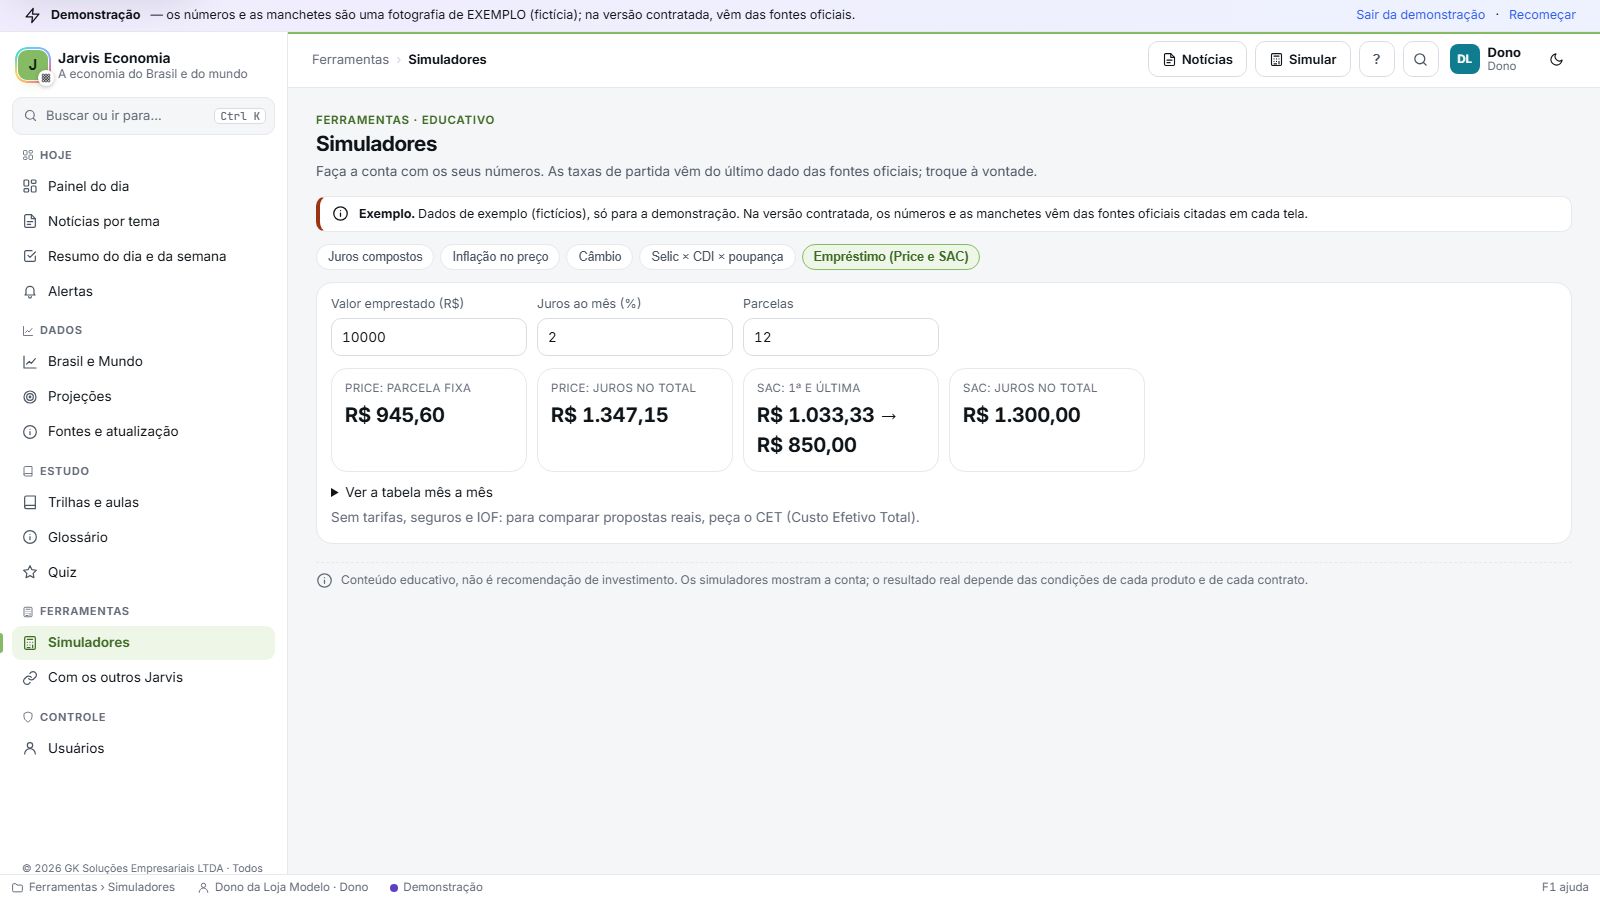 Demonstração — os números e as manchetes são uma fotografia de EXEMPLO (fictícia); na versão contratada, vêm das fontes oficiais.
Sair da demonstração · Recomeçar
J
Jarvis Economia
A economia do Brasil e do mundo
Buscar ou ir para...
Ctrl K
HOJE
Painel do dia
Notícias por tema
Resumo do dia e da semana
Alertas
DADOS
Brasil e Mundo
Projeções
Fontes e atualização
ESTUDO
Trilhas e aulas
Glossário
Quiz
FERRAMENTAS
Simuladores
Com os outros Jarvis
CONTROLE
Usuários
© 2026 GK Soluções Empresariais LTDA · Todos
Ferramentas › Simuladores
Notícias
Simular
?
DL
Dono
Dono
FERRAMENTAS · EDUCATIVO
Simuladores
Faça a conta com os seus números. As taxas de partida vêm do último dado das fontes oficiais; troque à vontade.
Exemplo. Dados de exemplo (fictícios), só para a demonstração. Na versão contratada, os números e as manchetes vêm das fontes oficiais citadas em cada tela.
Juros compostos
Inflação no preço
Câmbio
Selic × CDI × poupança
Empréstimo (Price e SAC)
Valor emprestado (R$)
Juros ao mês (%)
Parcelas
10000
2
12
PRICE: PARCELA FIXA
R$ 945,60
PRICE: JUROS NO TOTAL
R$ 1.347,15
SAC: 1ª E ÚLTIMA
R$ 1.033,33 →
R$ 850,00
SAC: JUROS NO TOTAL
R$ 1.300,00
Ver a tabela mês a mês
Sem tarifas, seguros e IOF: para comparar propostas reais, peça o CET (Custo Efetivo Total).
Conteúdo educativo, não é recomendação de investimento. Os simuladores mostram a conta; o resultado real depende das condições de cada produto e de cada contrato.
Ferramentas › Simuladores
Dono da Loja Modelo · Dono
Demonstração
F1 ajuda